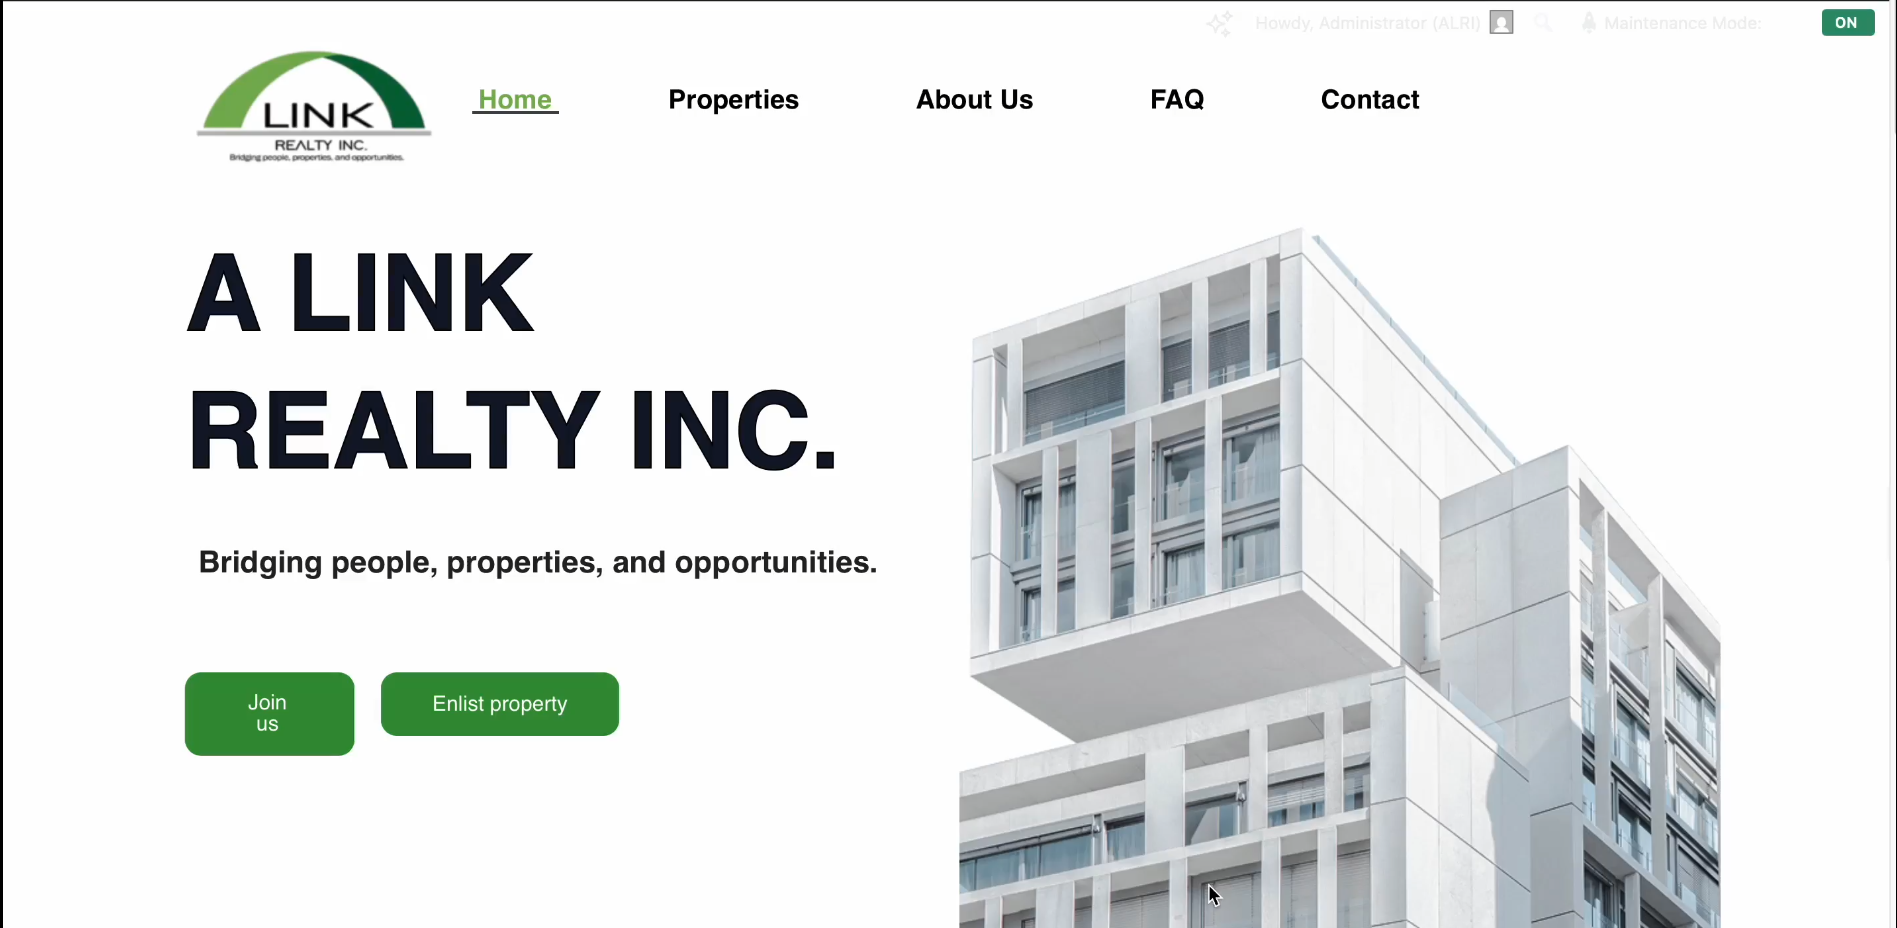 Howdy, Administrator (ALRI)
Maintenance Mode:
ON
LINK
REALTY INC.
Bridging people, properties, and opportunities.
Home
Properties
About Us
FAQ
Contact
A LINK
REALTY INC.
Bridging people, properties, and opportunities.
Join
us
Enlist property